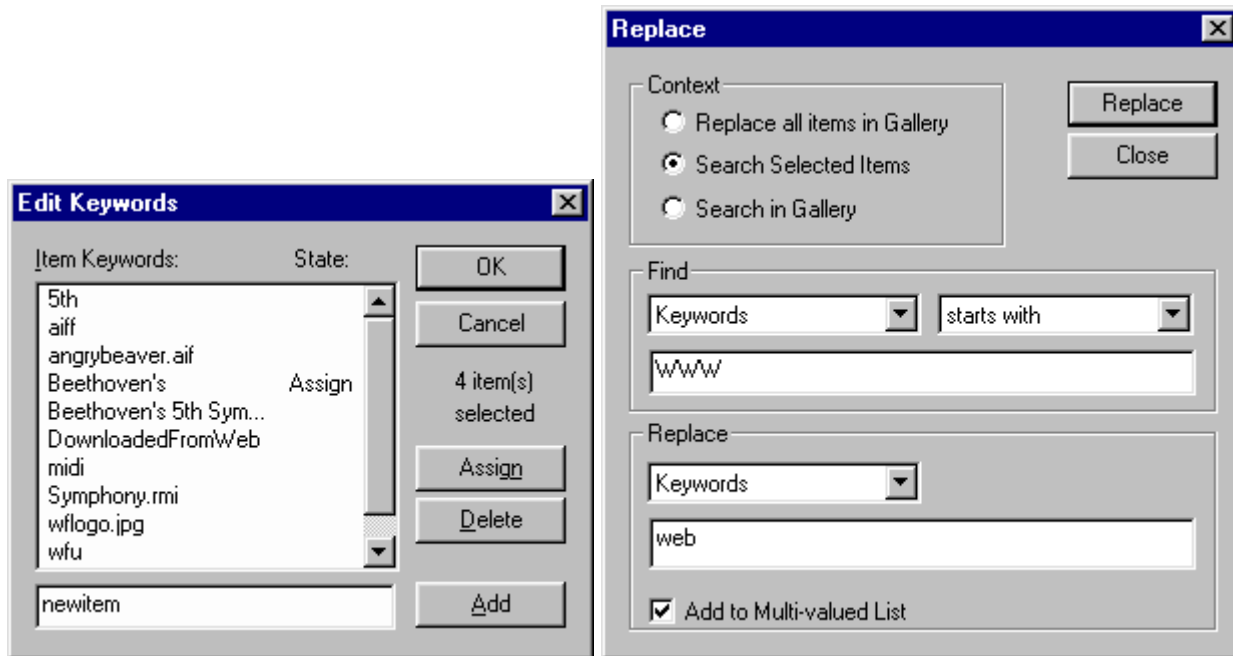 Edit Keywords
Item Keywords: State:
5th
aiff
angrybeaver.aif
Beethoven's Assign
Beethoven's 5th Sym...
DownloadedFromWeb
midi
Symphony.rmi
wflogo.jpg
wfu
newitem
OK
Cancel
4 item(s)
selected
Assign
Delete
Add
Replace
Context
Replace all items in Gallery
Search Selected Items
Search in Gallery
Replace
Close
Find
Keywords starts with
WWW
Replace
Keywords
web
Add to Multi-valued List